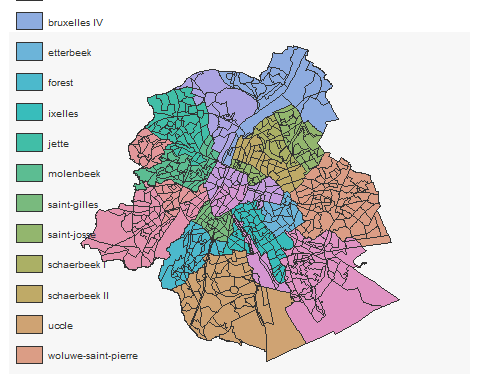 bruxelles IV
etterbeek
forest
ixelles
jette
molenbeek
saint-gilles
saint-josse
schaerbeek I
schaerbeek II
uccle
woluwe-saint-pierre